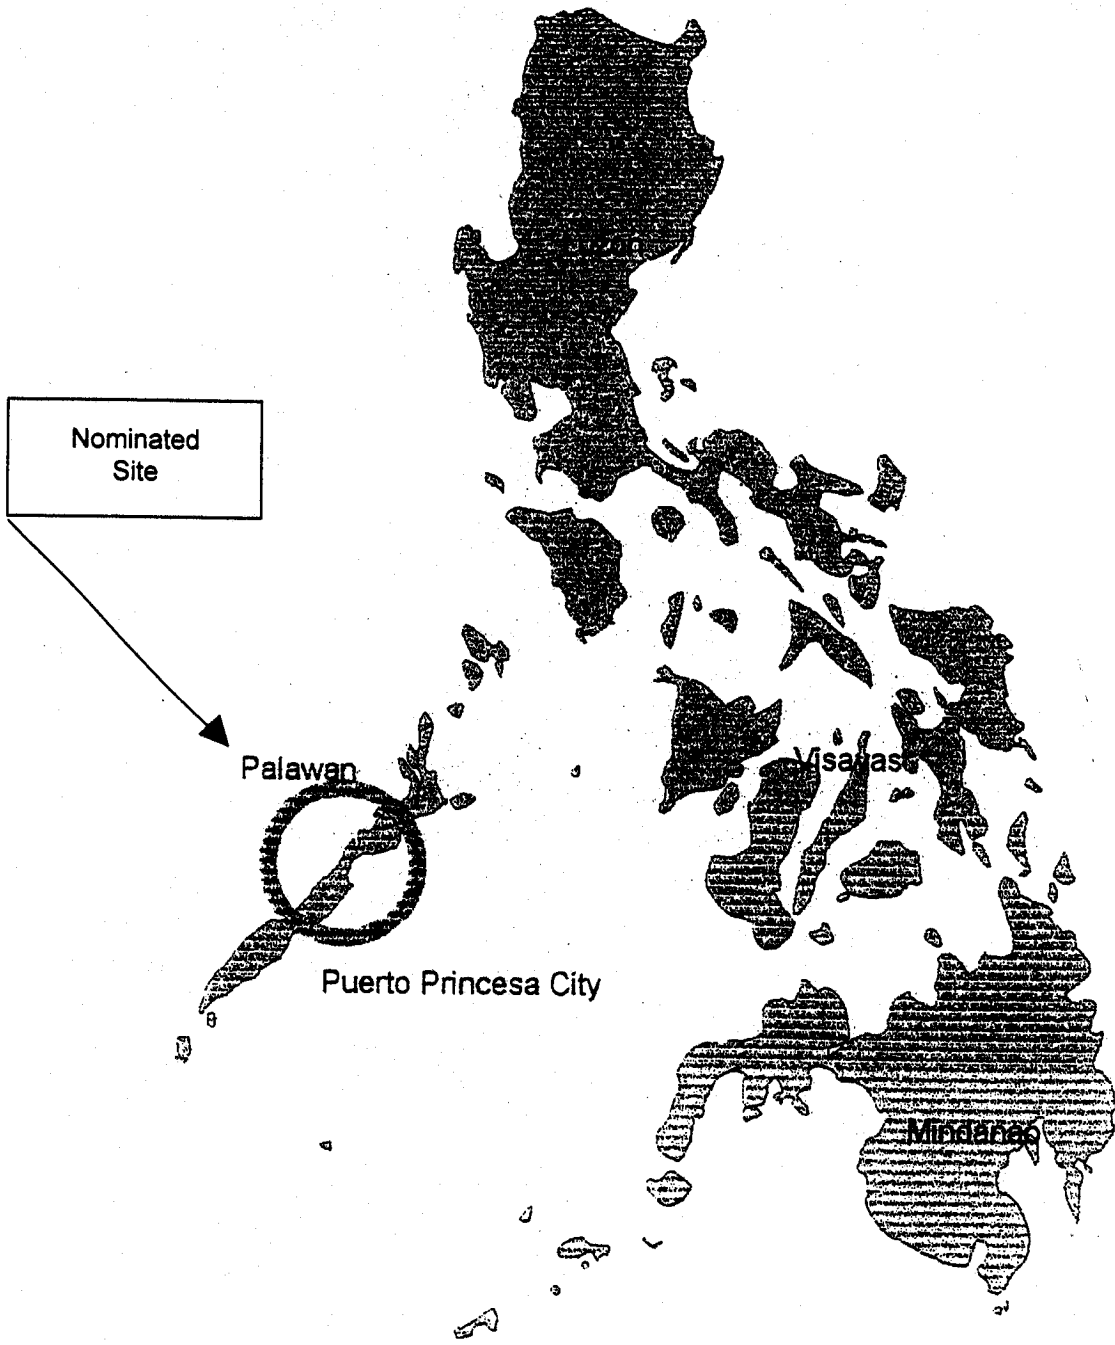 Nominated
Site
Palawan
Visayas
Puerto Princesa City
Mindanao